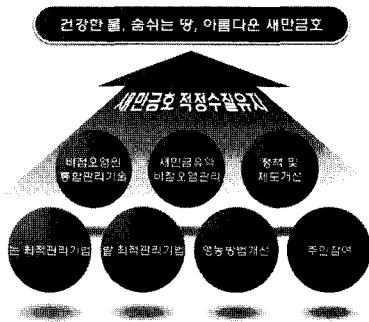 건강한 물, 숨쉬는 땅, 아름다운 새만금호
새만금호 적정수질유지
비점오염원
통합관리기술
새만금유역
비점오염관리
정책 및
제도개선
논 최적관리기법
밭 최적관리기법
영농방법개선
주민참여